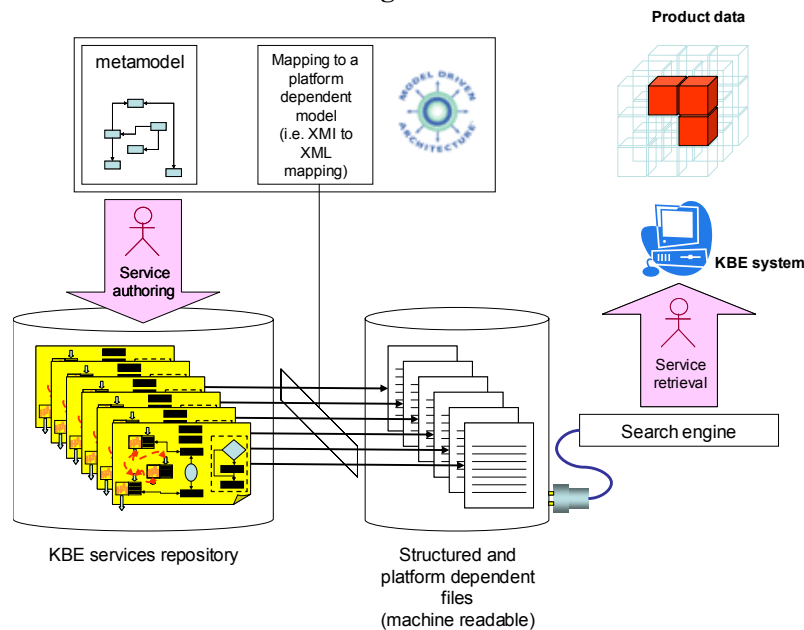 Product data
metamodel
Mapping to a
platform
dependent
model
(i.e. XMI to
XML
mapping)
MODEL DRIVEN
ARCHITECTURE
KBE system
Service
authoring
Service
retrieval
Search engine
KBE services repository
Structured and
platform dependent
files
(machine readable)